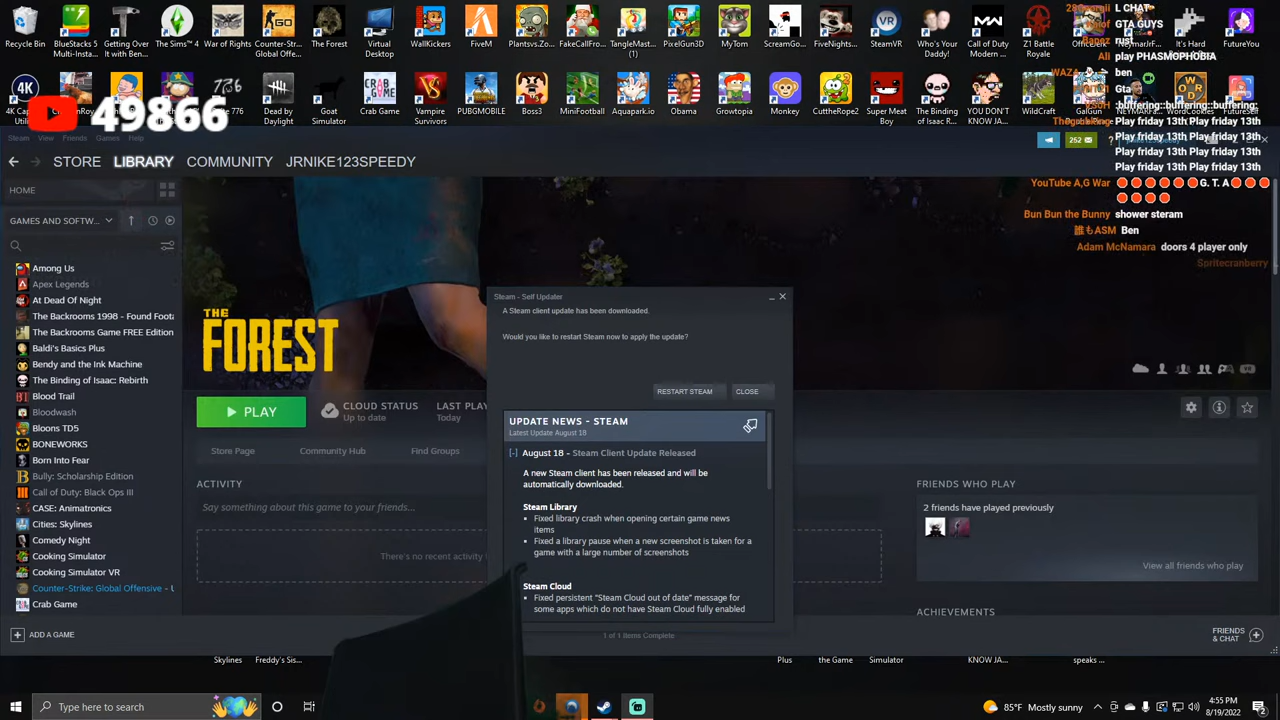 Recycle Bin
BlueStacks 5
Multi-Insta...
Getting Over
It with Ben...
The Sims™ 4
War of Rights
Counter-Str...
Global Offe...
The Forest
Virtual
Desktop
WallKickers
FiveM
Plantsvs.Zo...
FakeCallFro...
TangleMast...
PixelGun3D
MyTom
ScreamGo...
FiveNights...
SteamVR
Who's Your
Daddy!
Call of Duty
Modern ...
Z1 Battle
Royale
It's Hard
FutureYou
L CHAT
GTA GUYS
rust
Ali play PHASMOPHOBIA
ben
Gta
:buffering::buffering::buffering:
Play friday 13th Play friday 13th
Play friday 13th Play friday 13th
Play friday 13th Play friday 13th
Play friday 13th Play friday 13th
YouTube A,G War G. T. A
Bun Bun the Bunny shower steram
誰もASM Ben
Adam McNamara doors 4 player only
Spritecranberry
Dead by
Daylight
Goat
Simulator
Crab Game
Vampire
Survivors
PUBGMOBILE
Boss3
MiniFootball
Aquapark.io
Obama
Growtopia
Monkey
CuttheRope2
Super Meat
Boy
The Binding
of Isaac R...
YOU DON'T
KNOW JA...
WildCraft
GalGun
49866
Steam View Friends Games Help
252
STORE LIBRARY COMMUNITY JRNIKE123SPEEDY
HOME
GAMES AND SOFTW...
Among Us
Apex Legends
At Dead Of Night
The Backrooms 1998 - Found Foota
The Backrooms Game FREE Edition
Baldi's Basics Plus
Bendy and the Ink Machine
The Binding of Isaac: Rebirth
Blood Trail
Bloodwash
Bloons TD5
BONEWORKS
Born Into Fear
Bully: Scholarship Edition
Call of Duty: Black Ops III
CASE: Animatronics
Cities: Skylines
Comedy Night
Cooking Simulator
Cooking Simulator VR
Counter-Strike: Global Offensive - U
Crab Game
ADD A GAME
THE
FOREST
PLAY
CLOUD STATUS
Up to date
LAST PLAY
Today
Store Page
Community Hub
Find Groups
ACTIVITY
Say something about this game to your friends...
There's no recent activity
Steam - Self Updater
A Steam client update has been downloaded.
Would you like to restart Steam now to apply the update?
RESTART STEAM
CLOSE
UPDATE NEWS - STEAM
Latest Update August 18
[-] August 18 - Steam Client Update Released
A new Steam client has been released and will be
automatically downloaded.
Steam Library
Fixed library crash when opening certain game news
items
Fixed a library pause when a new screenshot is taken for a
game with a large number of screenshots
Steam Cloud
Fixed persistent “Steam Cloud out of date” message for
some apps which do not have Steam Cloud fully enabled
1 of 1 Items Complete
FRIENDS WHO PLAY
2 friends have played previously
View all friends who play
ACHIEVEMENTS
FRIENDS
& CHAT
Skylines
Freddy's Sis...
Plus
the Game
Simulator
KNOW JA...
speaks ...
Type here to search
85°F Mostly sunny
4:55 PM
8/19/2022